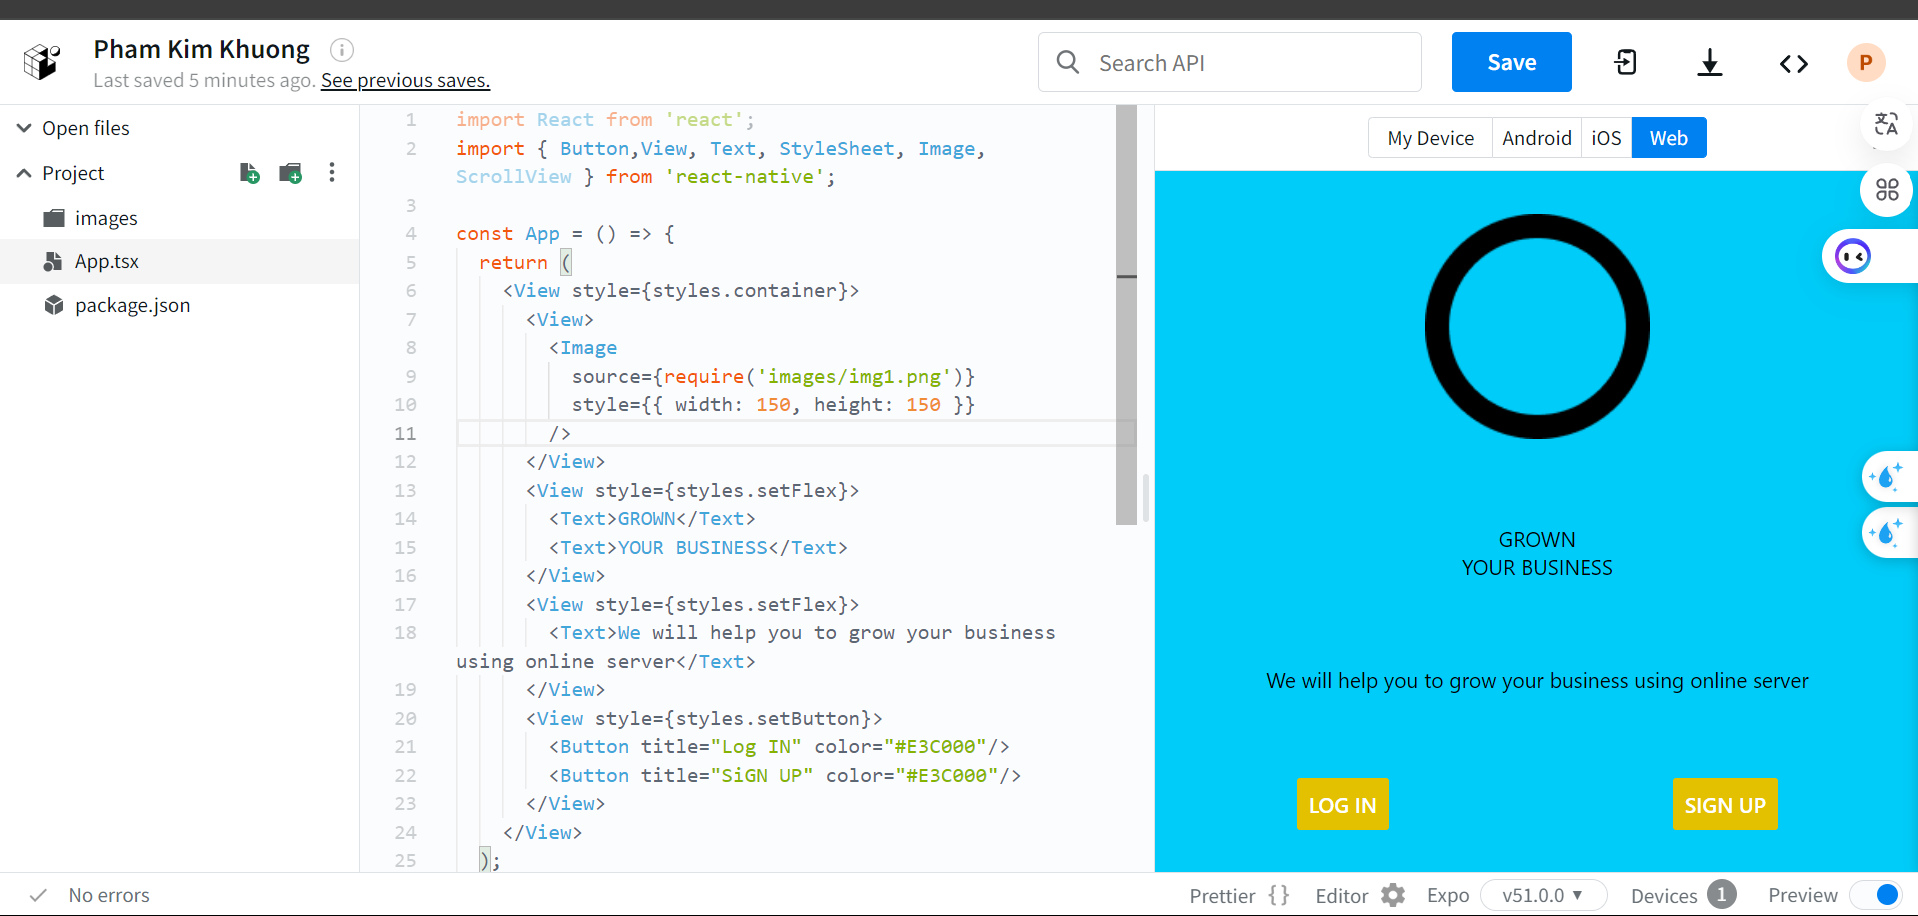 Pham Kim Khuong
Last saved 5 minutes ago. See previous saves.
Search API
Save
P
Open files
Project
images
App.tsx
package.json
1 import React from 'react';
2 import { Button,View, Text, StyleSheet, Image,
ScrollView } from 'react-native';
3
4 const App = () => {
5 return (
6 <View style={styles.container}>
7 <View>
8 <Image
9 source={require('images/img1.png')}
10 style={{ width: 150, height: 150 }}
11 />
12 </View>
13 <View style={styles.setFlex}>
14 <Text>GROWN</Text>
15 <Text>YOUR BUSINESS</Text>
16 </View>
17 <View style={styles.setFlex}>
18 <Text>We will help you to grow your business
using online server</Text>
19 </View>
20 <View style={styles.setButton}>
21 <Button title="Log IN" color="#E3C000"/>
22 <Button title="SiGN UP" color="#E3C000"/>
23 </View>
24 </View>
25 );
My Device Android iOS Web
GROWN
YOUR BUSINESS
We will help you to grow your business using online server
LOG IN SIGN UP
No errors
Prettier {} Editor Expo v51.0.0 Devices 1 Preview